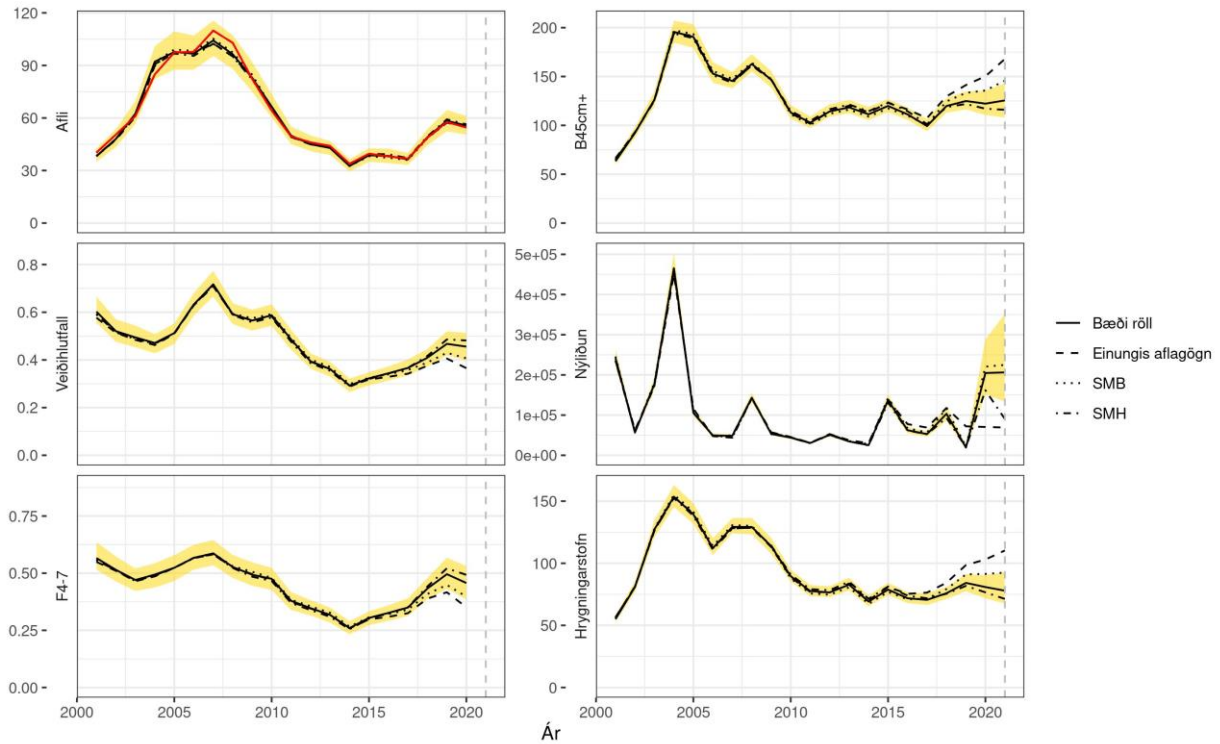 120 -
90 -
60 -
30 -
0 -
Afli
200 -
150 -
100 -
50 -
0 -
B45cm+
0.8 -
0.6 -
0.4 -
0.2 -
0.0 -
Veiðihlutfall
5e+05 -
4e+05 -
3e+05 -
2e+05 -
1e+05 -
0e+00 -
Nýliðun
0.75 -
0.50 -
0.25 -
0.00 -
F4-7
150 -
100 -
50 -
0 -
Hrygningarstofn
2000 2005 2010 2015 2020
2000 2005 2010 2015 2020
Ár
Bæði röll
Einungis aflagögn
SMB
SMH